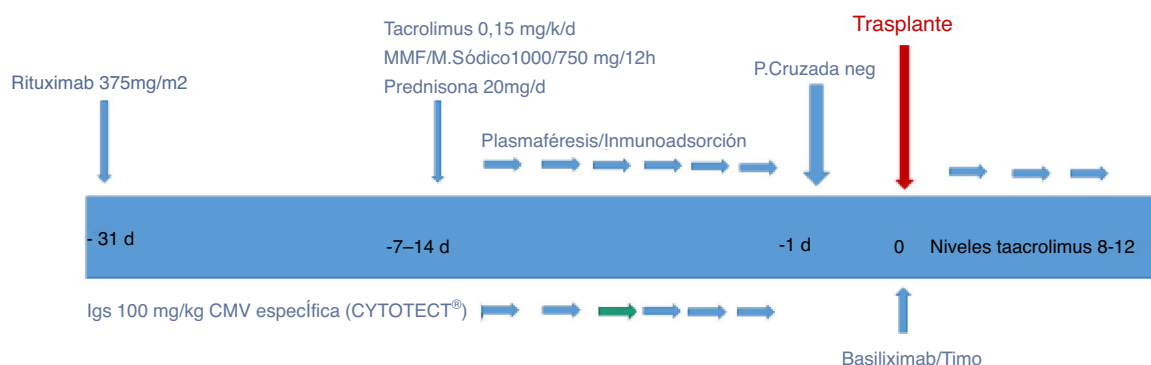 Trasplante
Tacrolimus 0,15 mg/k/d
MMF/M.Sódico1000/750 mg/12h
Prednisona 20mg/d
Rituximab 375mg/m2
P.Cruzada neg
Plasmaféresis/Inmunoadsorción
- 31 d
-7–14 d
-1 d
0
Niveles taacrolimus 8-12
Igs 100 mg/kg CMV especÍfica (CYTOTECT®)
Basiliximab/Timo